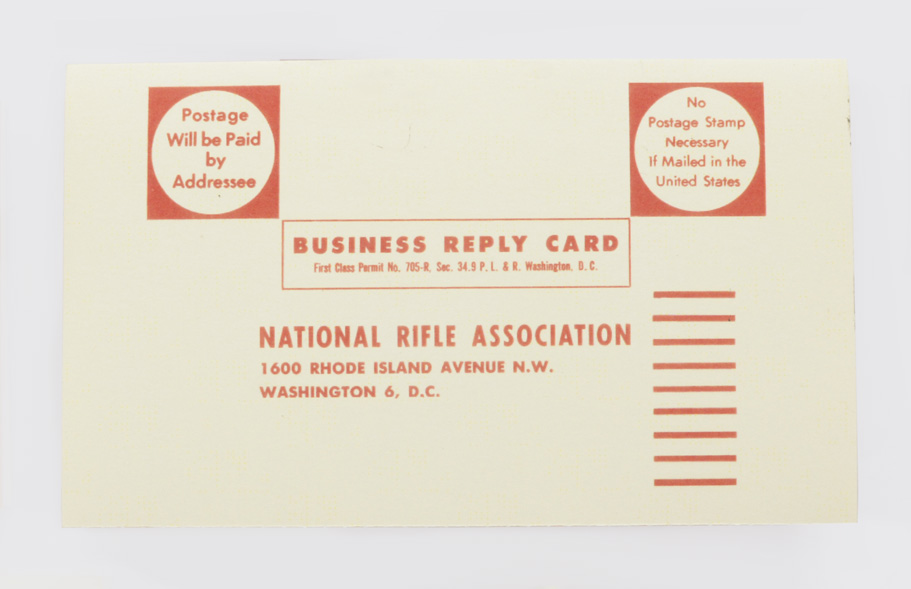 Postage
Will be Paid
by
Addressee
No
Postage Stamp
Necessary
If Mailed in the
United States
BUSINESS REPLY CARD
First Class Permit No. 705-R, Sec. 34.9 P. L. & R. Washington, D. C.
NATIONAL RIFLE ASSOCIATION
1600 RHODE ISLAND AVENUE N.W.
WASHINGTON 6, D.C.